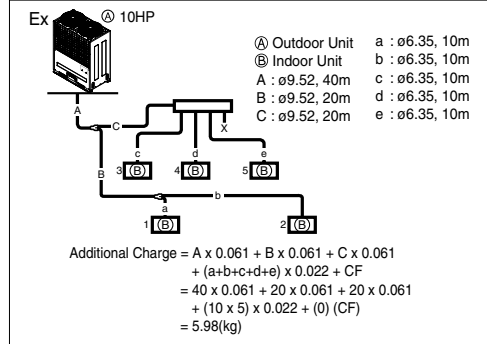 Ex
Ⓐ 10HP
Ⓐ Outdoor Unit
Ⓑ Indoor Unit
A : ø9.52, 40m
B : ø9.52, 20m
C : ø9.52, 20m
a : ø6.35, 10m
b : ø6.35, 10m
c : ø6.35, 10m
d : ø6.35, 10m
e : ø6.35, 10m
A
C
X
c
d
e
3 Ⓑ
4 Ⓑ
5 Ⓑ
B
a
b
1 Ⓑ
2 Ⓑ
Additional Charge = A x 0.061 + B x 0.061 + C x 0.061
+ (a+b+c+d+e) x 0.022 + CF
= 40 x 0.061 + 20 x 0.061 + 20 x 0.061
+ (10 x 5) x 0.022 + (0) (CF)
= 5.98(kg)